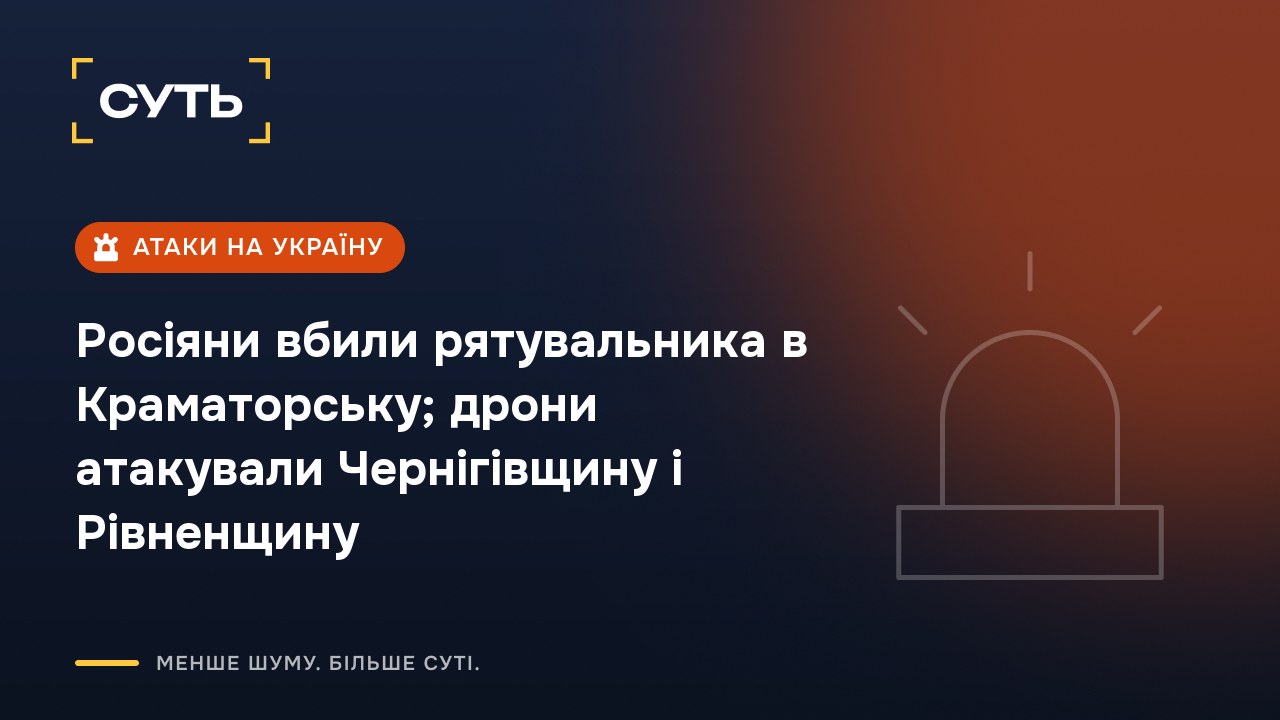 СУТЬ
АТАКИ НА УКРАЇНУ
Росіяни вбили рятувальника в
Краматорську; дрони
атакували Чернігівщину і
Рівненщину
МЕНШЕ ШУМУ. БІЛЬШЕ СУТІ.